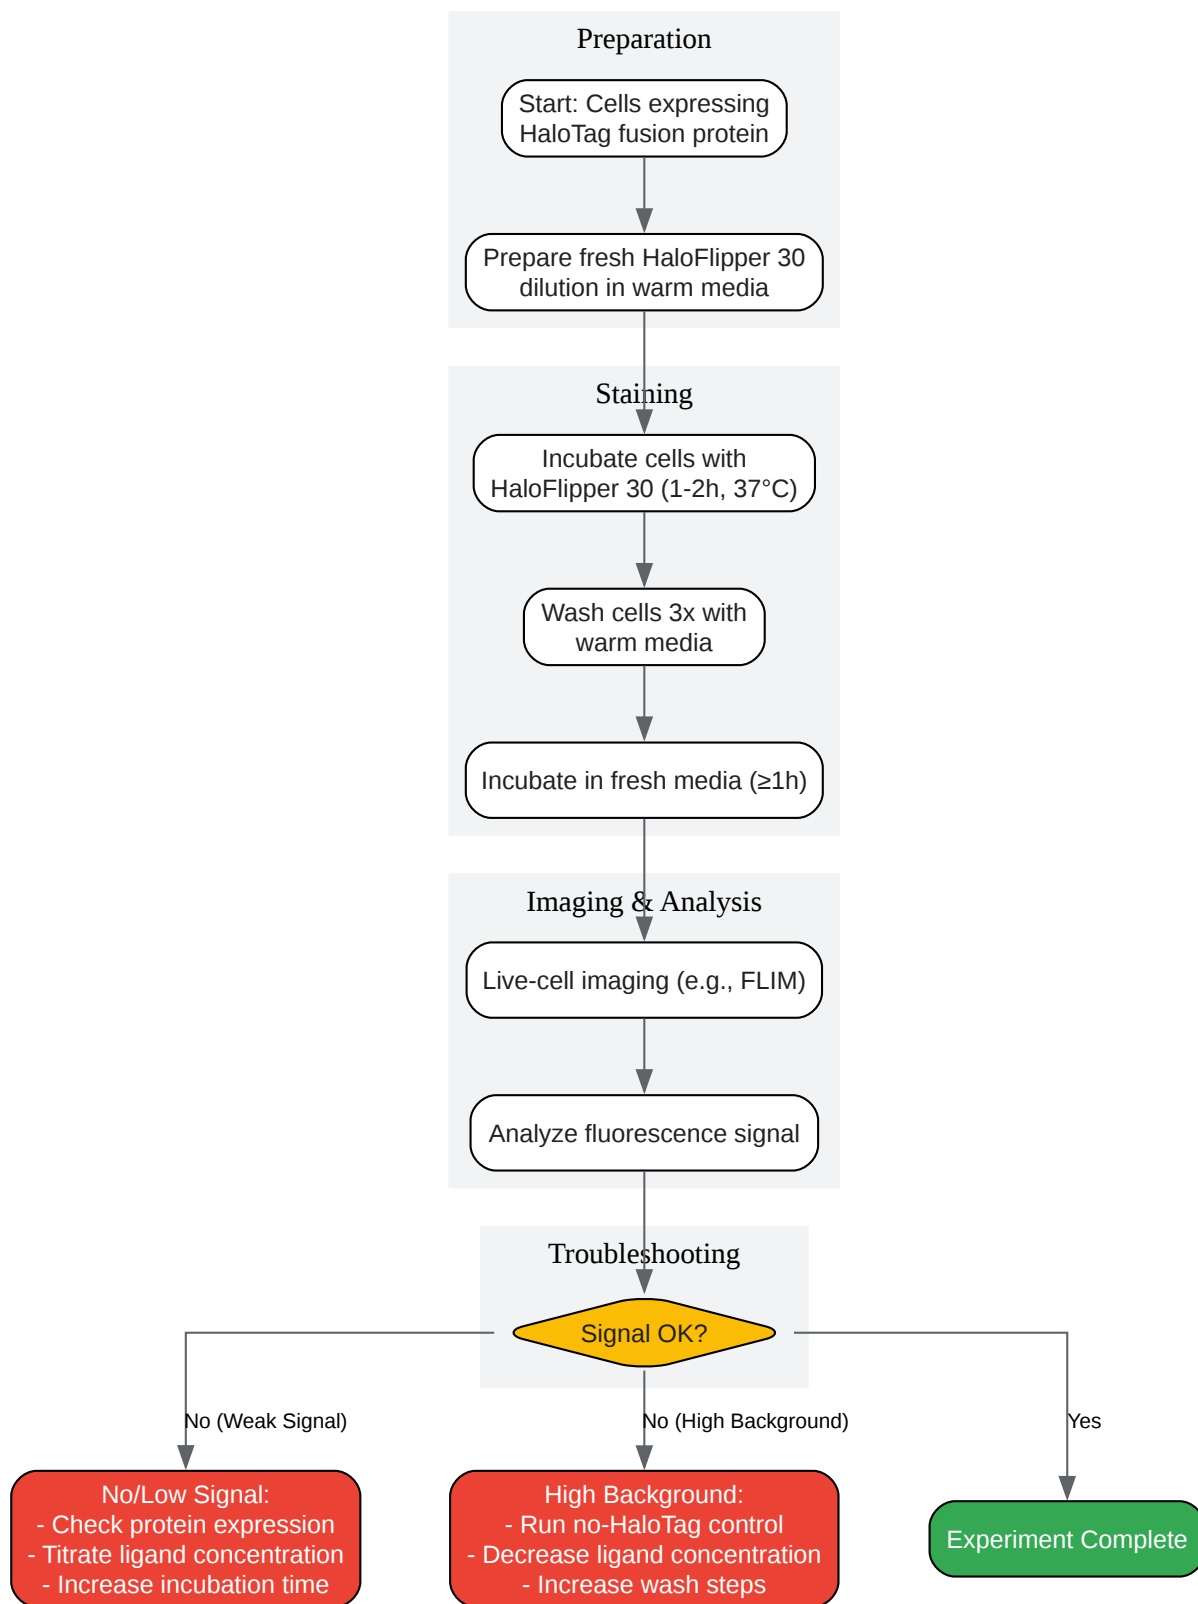 Preparation
Start: Cells expressing
HaloTag fusion protein
Prepare fresh HaloFlipper 30
dilution in warm media
Staining
Incubate cells with
HaloFlipper 30 (1-2h, 37°C)
Wash cells 3x with
warm media
Incubate in fresh media (≥1h)
Imaging & Analysis
Live-cell imaging (e.g., FLIM)
Analyze fluorescence signal
Troubleshooting
Signal OK?
No (Weak Signal)
No (High Background)
Yes
No/Low Signal:
- Check protein expression
- Titrate ligand concentration
- Increase incubation time
High Background:
- Run no-HaloTag control
- Decrease ligand concentration
- Increase wash steps
Experiment Complete